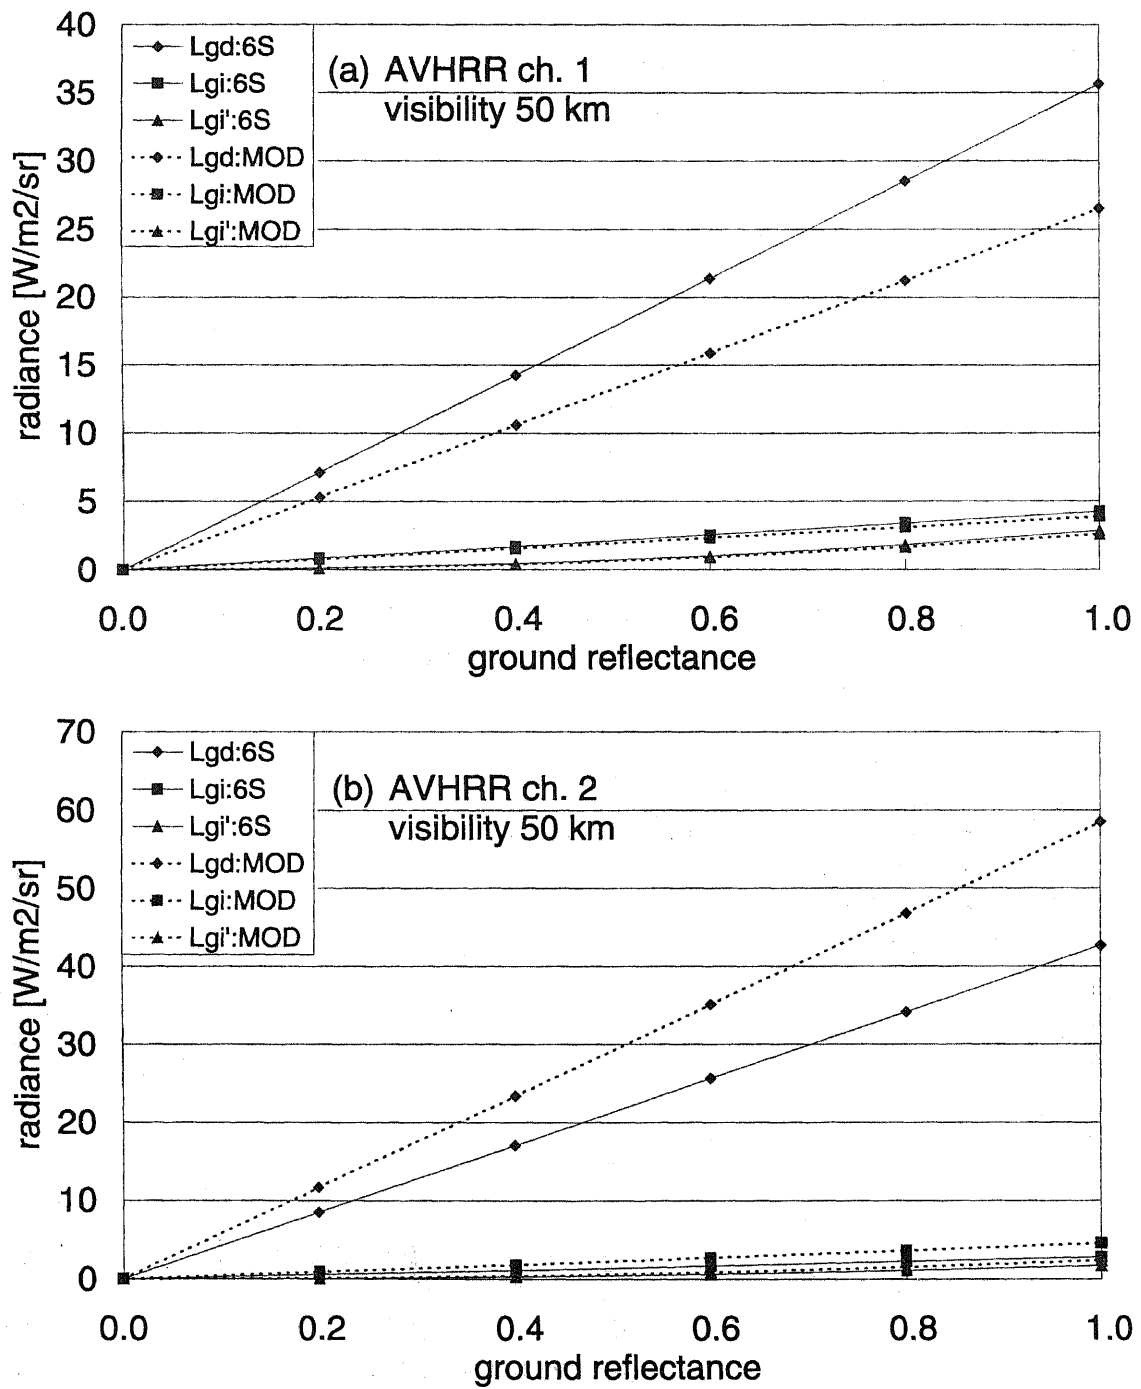 40
35
30
25
20
15
10
5
0
radiance [W/m2/sr]
Lgd:6S
Lgi:6S
Lgi':6S
Lgd:MOD
Lgi:MOD
Lgi':MOD
(a) AVHRR ch. 1
visibility 50 km
0.0 0.2 0.4 0.6 0.8 1.0
ground reflectance
70
60
50
40
30
20
10
0
radiance [W/m2/sr]
Lgd:6S
Lgi:6S
Lgi':6S
Lgd:MOD
Lgi:MOD
Lgi':MOD
(b) AVHRR ch. 2
visibility 50 km
0.0 0.2 0.4 0.6 0.8 1.0
ground reflectance